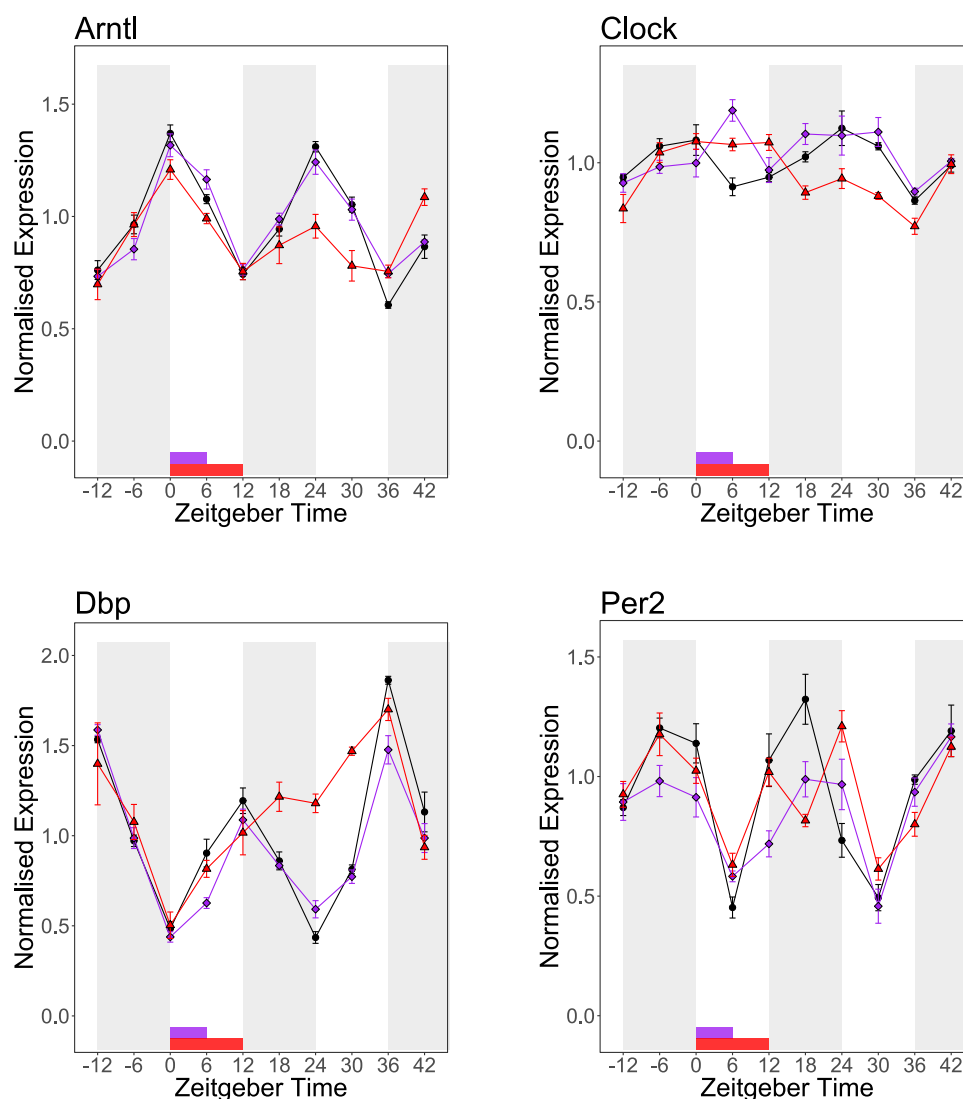 Arntl
Normalised Expression
1.5
1.0
0.5
0.0
-12 -6 0 6 12 18 24 30 36 42
Zeitgeber Time
Clock
Normalised Expression
1.0
0.5
0.0
-12 -6 0 6 12 18 24 30 36 42
Zeitgeber Time
Dbp
Normalised Expression
2.0
1.5
1.0
0.5
0.0
-12 -6 0 6 12 18 24 30 36 42
Zeitgeber Time
Per2
Normalised Expression
1.5
1.0
0.5
0.0
-12 -6 0 6 12 18 24 30 36 42
Zeitgeber Time